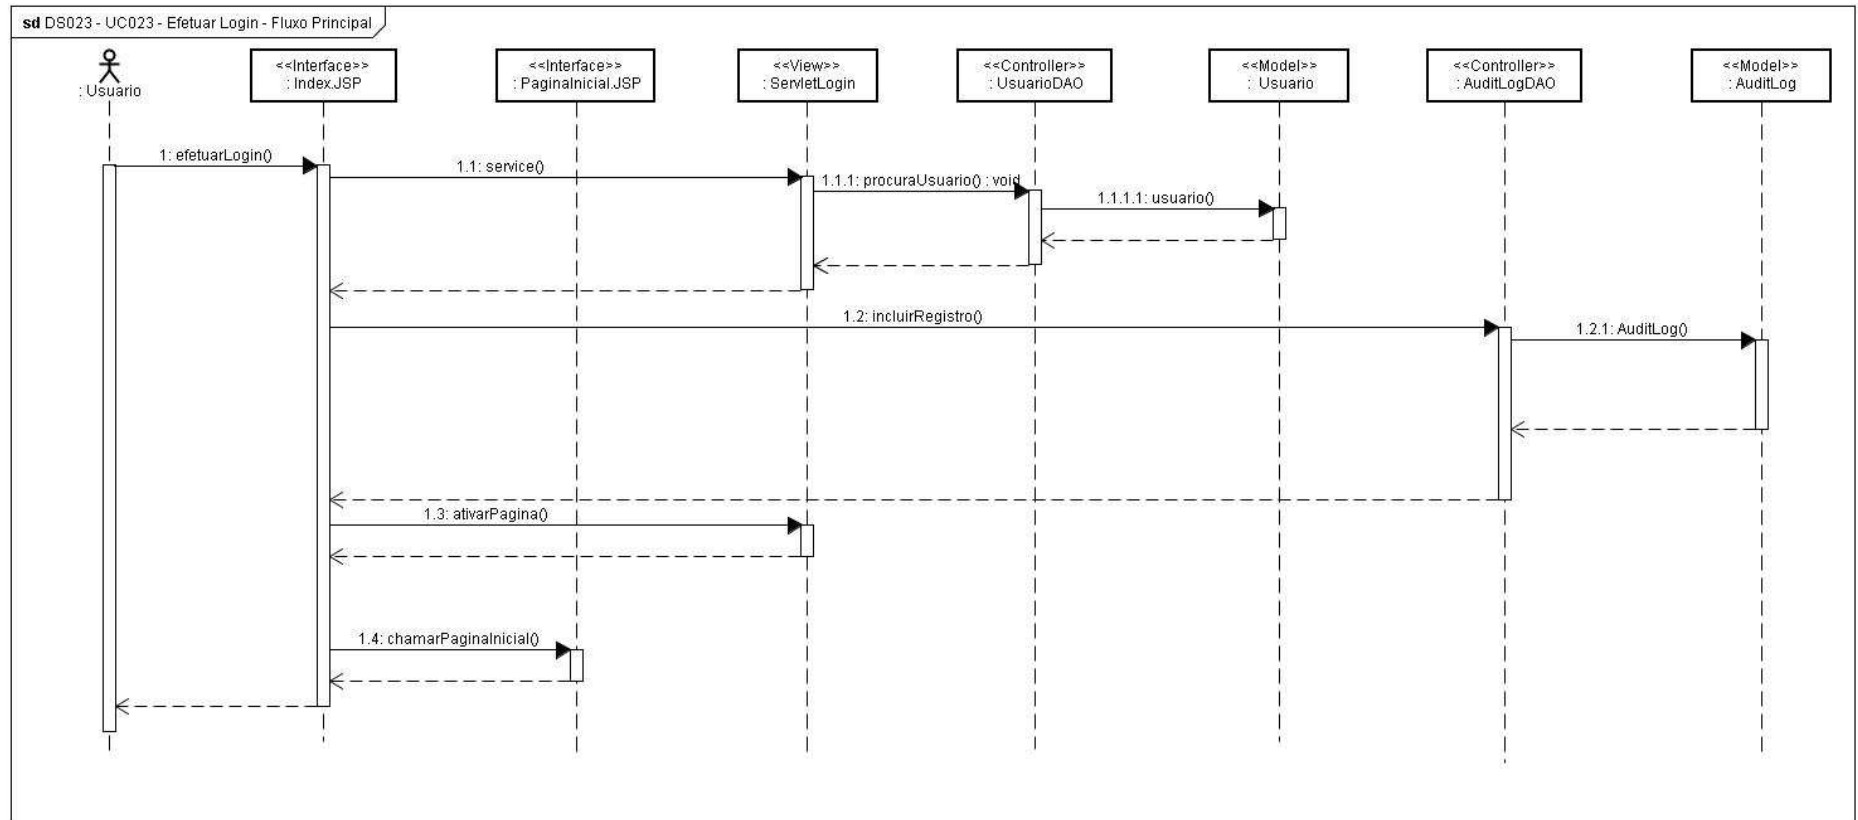 sd DS023 - UC023 - Efetuar Login - Fluxo Principal
: Usuario
<<Interface>>
: Index.JSP
<<Interface>>
: PaginaInicial.JSP
<<View>>
: ServletLogin
<<Controller>>
: UsuarioDAO
<<Model>>
: Usuario
<<Controller>>
: AuditLogDAO
<<Model>>
: AuditLog
1: efetuarLogin()
1.1: service()
1.1.1: procuraUsuario() : void
1.1.1.1: usuario()
1.2: incluirRegistro()
1.2.1: AuditLog()
1.3: ativarPagina()
1.4: chamarPaginaInicial()